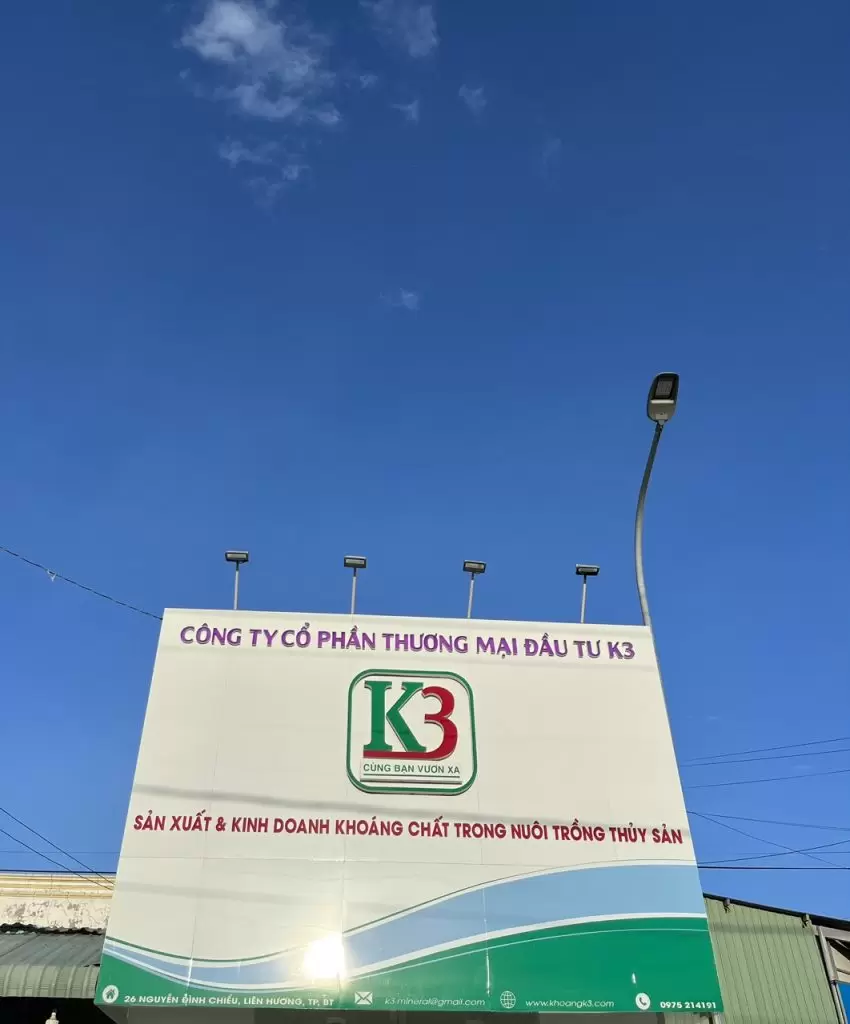 CÔNG TY CỔ PHẦN THƯƠNG MẠI ĐẦU TƯ K3
K3
CÙNG BẠN VƯƠN XA
SẢN XUẤT & KINH DOANH KHOÁNG CHẤT TRONG NUÔI TRỒNG THỦY SẢN
26 NGUYỄN ĐÌNH CHIỂU, LIÊN HƯƠNG, TP, BT k3.mineral@gmail.com www.khoangk3.com 0975 214191